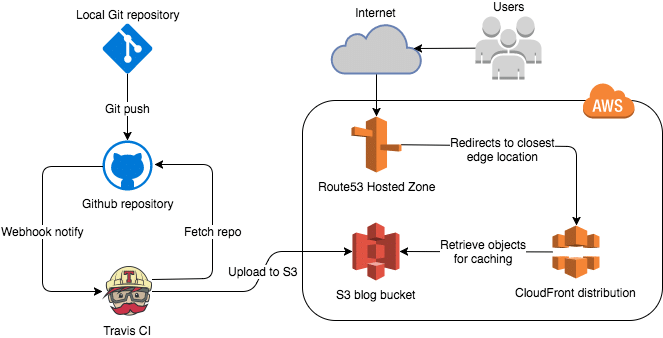 Local Git repository
Internet
Users
Git push
AWS
Redirects to closest
edge location
Route53 Hosted Zone
Github repository
Webhook notify
Fetch repo
Upload to S3
Retrieve objects
for caching
S3 blog bucket
CloudFront distribution
T
Travis CI